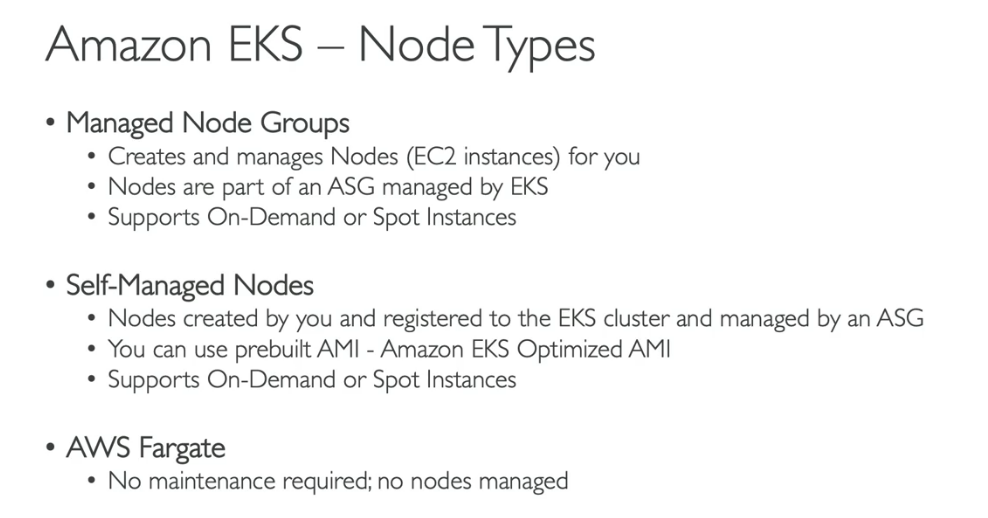 Amazon EKS – Node Types
• Managed Node Groups
• Creates and manages Nodes (EC2 instances) for you
• Nodes are part of an ASG managed by EKS
• Supports On-Demand or Spot Instances
• Self-Managed Nodes
• Nodes created by you and registered to the EKS cluster and managed by an ASG
• You can use prebuilt AMI - Amazon EKS Optimized AMI
• Supports On-Demand or Spot Instances
• AWS Fargate
• No maintenance required; no nodes managed